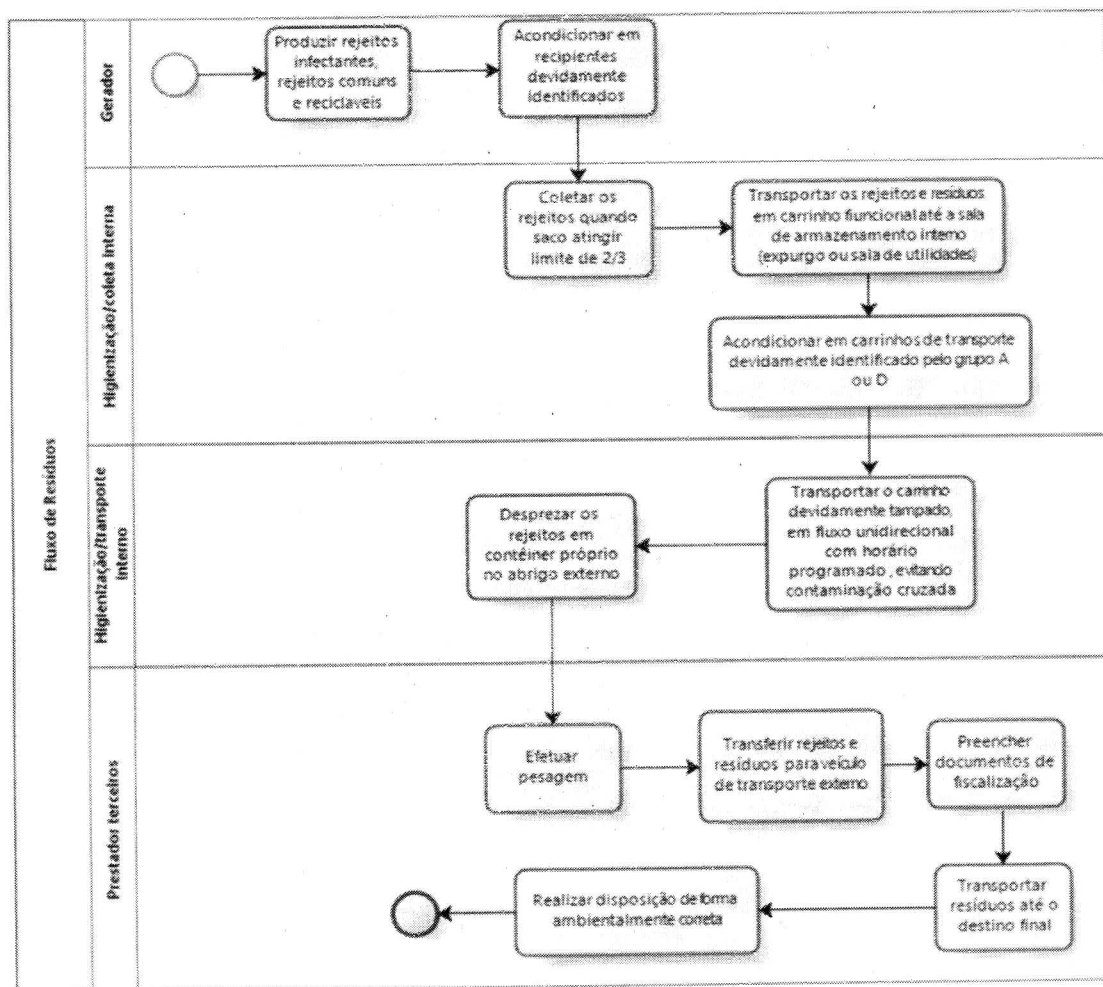 Fluxo de Resíduos
Gerador
Produzir rejeitos
infectantes,
rejeitos comuns
e reciclaveis
Acondicionar em
recipientes
devidamente
identificados
Higienização/coleta interna
Coletar os
rejeitos quando
saco atingir
limite de 2/3
Transportar os rejeitos e resíduos
em carrinho fiuncional até a sala
de armazenamento interno
(expurgo ou sala de utilidades)
Acondicionar em carrinhos de transporte
devidamente identificado pelo grupo A
ou D
Higienização/transporte
interno
Transportar o carrinho
devidamente tampado,
em fluxo unidirecional
com horário
programado , evitando
contaminação cruzada
Desprezar os
rejeitos em
contêiner próprio
no abrigo externo
Prestador terceiros
Efetuar
pesagem
Transferir rejeitos e
resíduos para veículo
de transporte externo
Preencher
documentos de
fiscalização
Transportar
resíduos até o
destino final
Realizar disposição de forma
ambientalmente correta